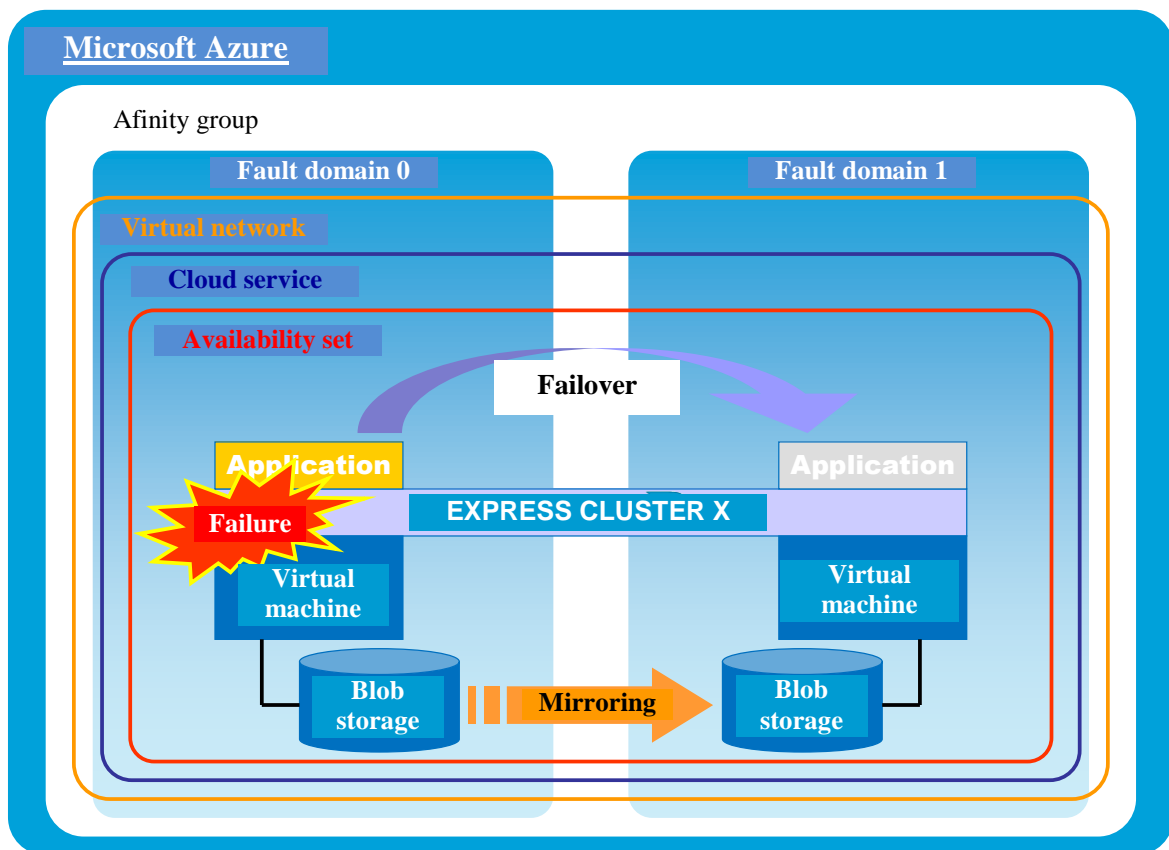 Microsoft Azure
Afinity group
Fault domain 0
Fault domain 1
Virtual network
Cloud service
Availability set
Failover
Application
Application
EXPRESS CLUSTER X
Failure
Virtual
machine
Virtual
machine
Blob
storage
Mirroring
Blob
storage